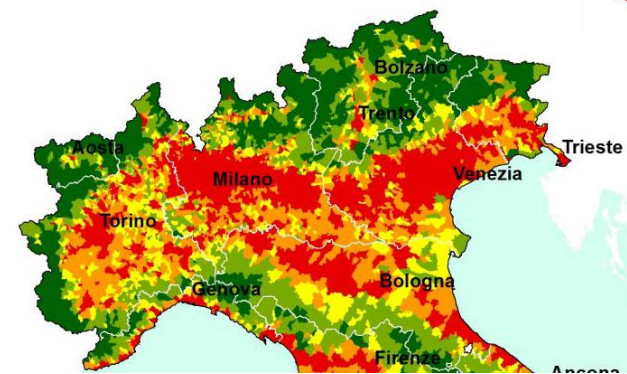 Bolzano
Trento
Aosta
Trieste
Milano
Venezia
Torino
Bologna
Genova
Firenze
Ancona